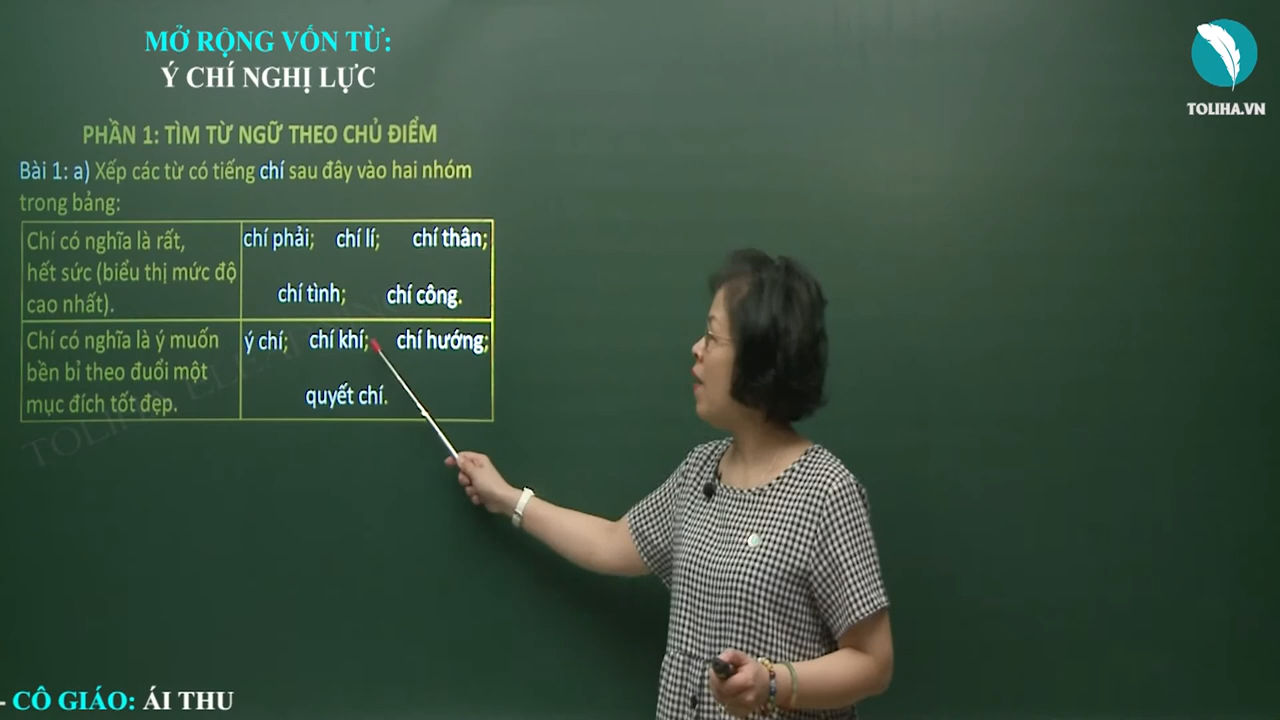 MỞ RỘNG VỐN TỪ:
Ý CHÍ NGHỊ LỰC
TOLIHA.VN
PHẦN 1: TÌM TỪ NGỮ THEO CHỦ ĐIỂM
Bài 1: a) Xếp các từ có tiếng chí sau đây vào hai nhóm
trong bảng:
Chí có nghĩa là rất,
hết sức (biểu thị mức độ
cao nhất).
chí phải; chí lí; chí thân;
chí tình; chí công.
Chí có nghĩa là ý muốn
bền bỉ theo đuổi một
mục đích tốt đẹp.
ý chí; chí khí; chí hướng;
quyết chí.
- CÔ GIÁO: ÁI THU